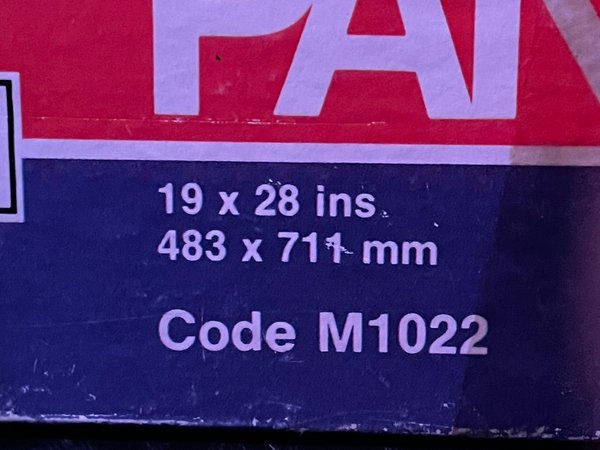 19 x 28 ins.
483 x 711 mm
Code M1022